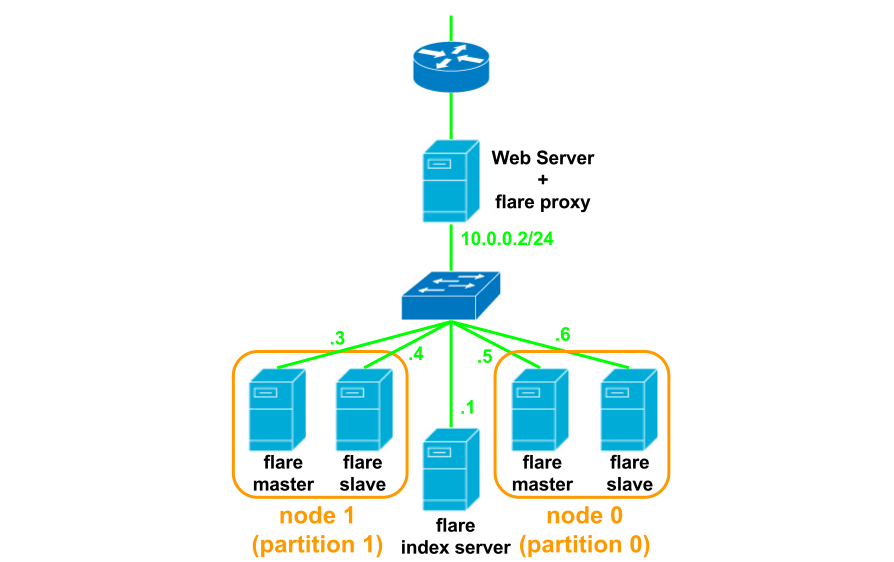 Web Server
+
flare proxy
10.0.0.2/24
.3
.4
.5
.6
.1
flare
master
flare
slave
flare
master
flare
slave
node 1
(partition 1)
flare
index server
node 0
(partition 0)